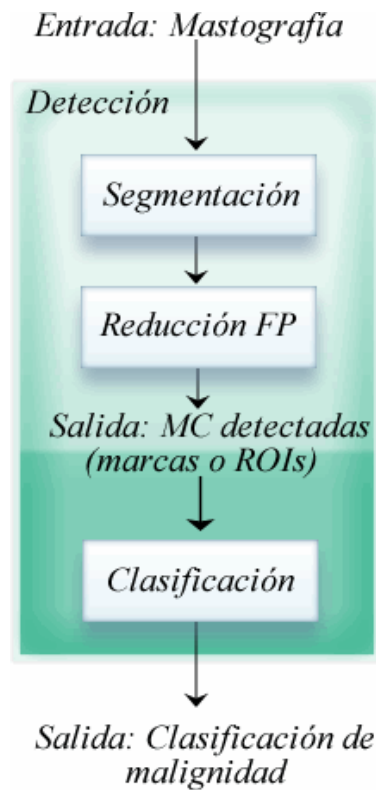 Entrada: Mastografía
Detección
Segmentación
Reducción FP
Salida: MC detectadas
(marcas o ROIs)
Clasificación
Salida: Clasificación de
malignidad